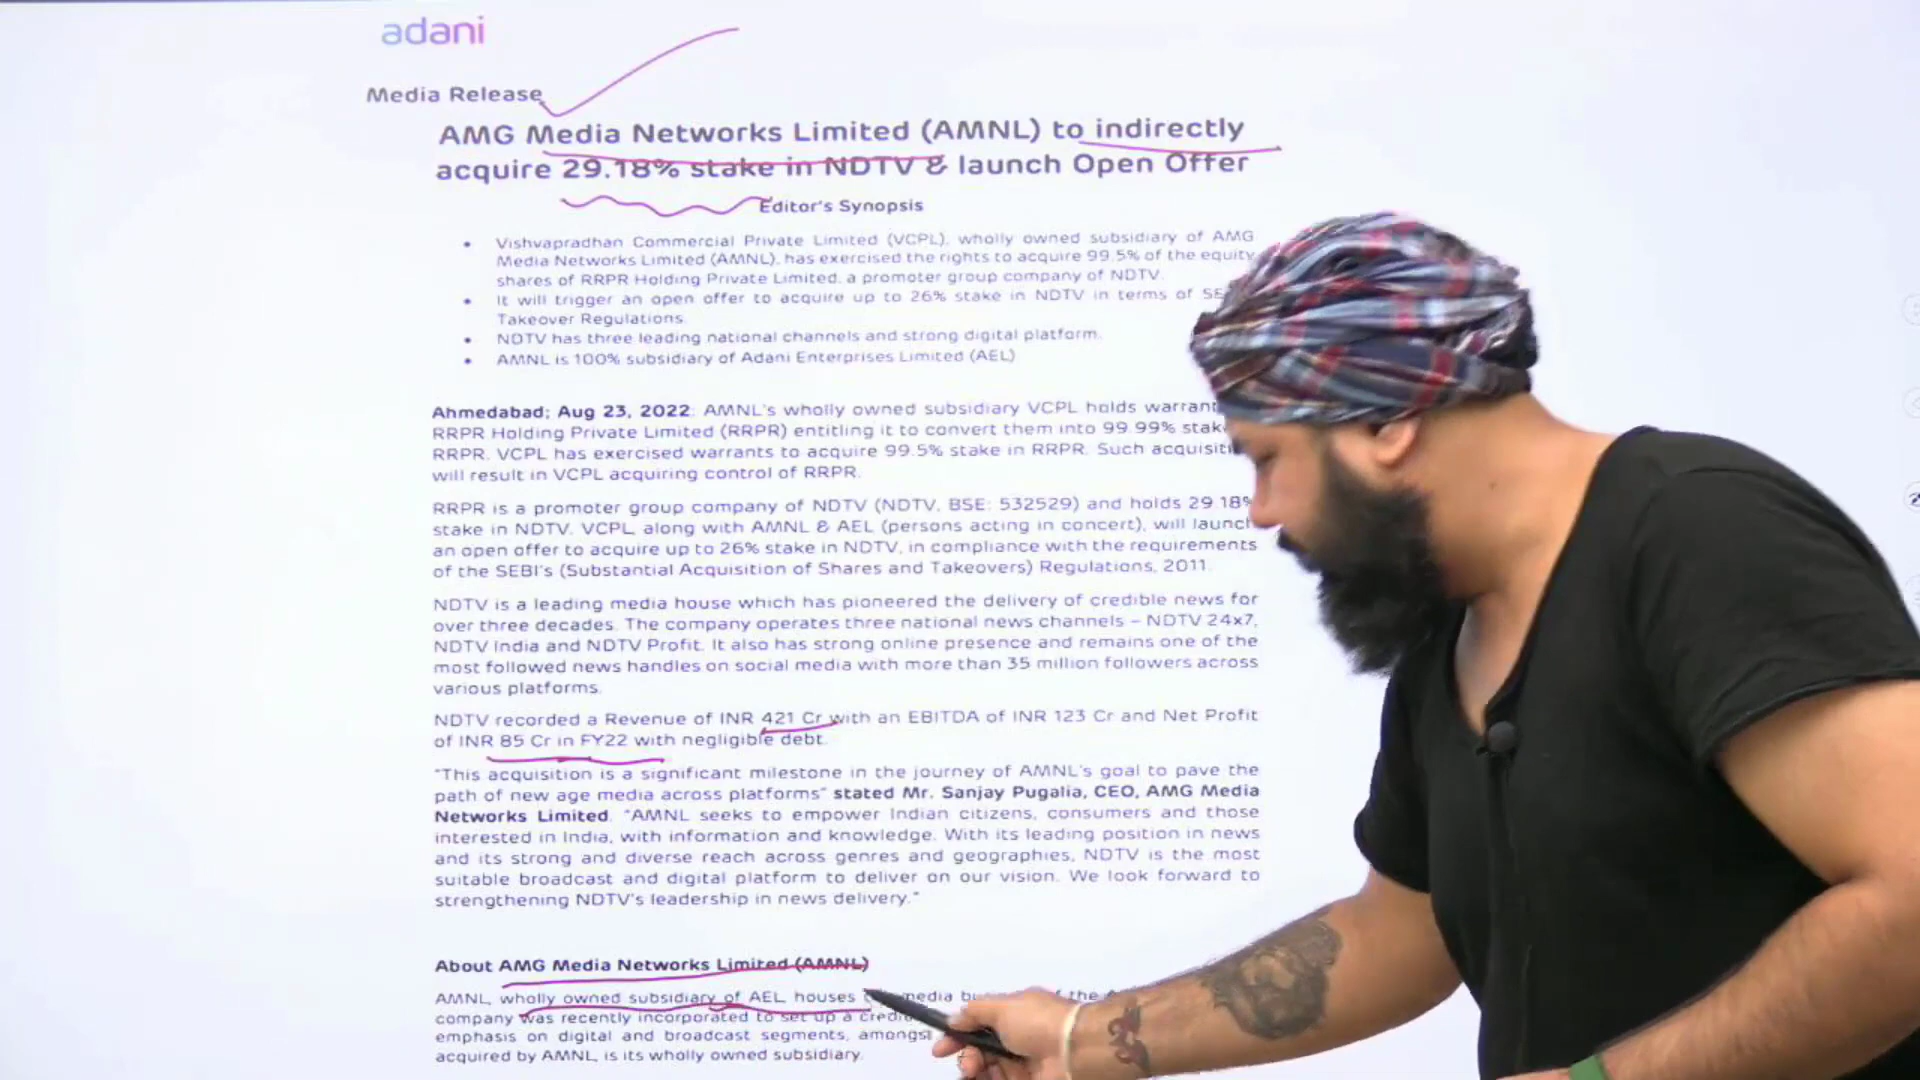 adani
Media Release
AMG Media Networks Limited (AMNL) to indirectly
acquire 29.18% stake in NDTV & launch Open Offer
Editor's Synopsis
• Vishvapradhan Commercial Private Limited (VCPL), wholly owned subsidiary of AMG
Media Networks Limited (AMNL), has exercised the rights to acquire 99.5% of the equity
shares of RRPR Holding Private Limited, a promoter group company of NDTV.
• It will trigger an open offer to acquire up to 26% stake in NDTV in terms of
Takeover Regulations.
• NDTV has three leading national channels and strong digital platform.
• AMNL is 100% subsidiary of Adani Enterprises Limited (AEL)
Ahmedabad; Aug 23, 2022: AMNL's wholly owned subsidiary VCPL holds
RRPR Holding Private Limited (RRPR) entitling it to convert them into 99.99%
RRPR. VCPL has exercised warrants to acquire 99.5% stake in RRPR. Such
will result in VCPL acquiring control of RRPR.
RRPR is a promoter group company of NDTV (NDTV, BSE: 532529) and holds 29.18%
stake in NDTV. VCPL, along with AMNL & AEL (persons acting in concert), will launch
an open offer to acquire up to 26% stake in NDTV, in compliance with the requirements
of the SEBI's (Substantial Acquisition of Shares and Takeovers) Regulations, 2011.
NDTV is a leading media house which has pioneered the delivery of credible news for
over three decades. The company operates three national news channels – NDTV 24x7,
NDTV India and NDTV Profit. It also has strong online presence and remains one of the
most followed news handles on social media with more than 35 million followers across
various platforms.
NDTV recorded a Revenue of INR 421 Cr with an EBITDA of INR 123 Cr and Net Profit
of INR 85 Cr in FY22 with negligible debt.
"This acquisition is a significant milestone in the journey of AMNL's goal to pave the
path of new age media across platforms" stated Mr. Sanjay Pugalia, CEO, AMG Media
Networks Limited. "AMNL seeks to empower Indian citizens, consumers and those
interested in India, with information and knowledge. With its leading position in news
and its strong and diverse reach across genres and geographies, NDTV is the most
suitable broadcast and digital platform to deliver on our vision. We look forward to
strengthening NDTV's leadership in news delivery."
About AMG Media Networks Limited (AMNL)
AMNL, wholly owned subsidiary of AEL, houses media of the
company was recently incorporated to set up a
emphasis on digital and broadcast segments, amongst
acquired by AMNL, is its wholly owned subsidiary.